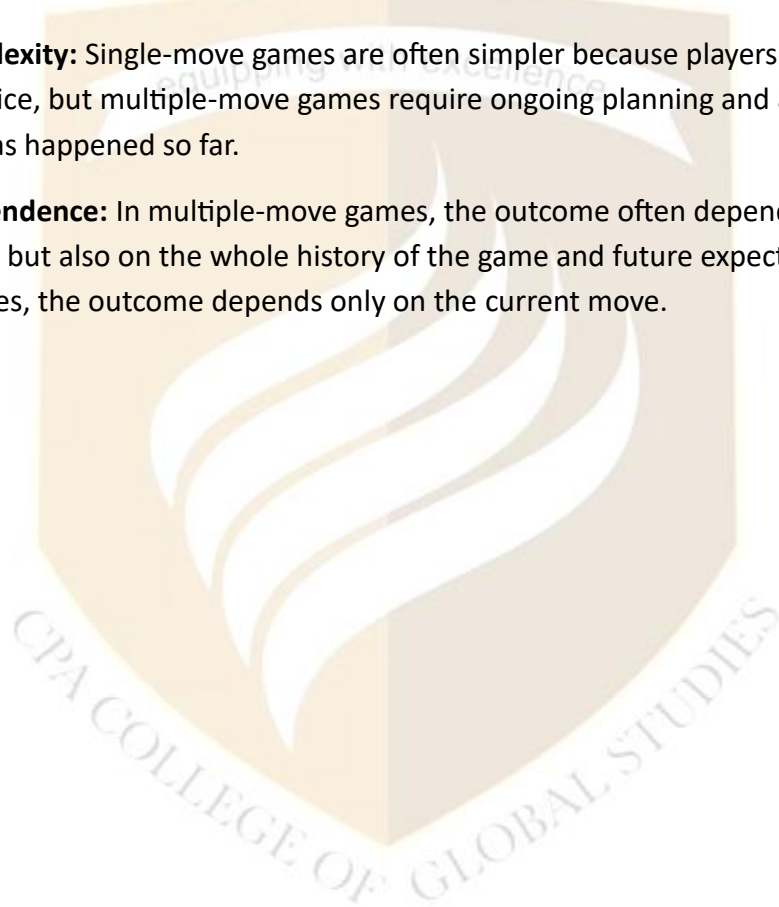 lexity: Single-move games are often simpler because players
equipping with excellence
ice, but multiple-move games require ongoing planning and
as happened so far.
endence: In multiple-move games, the outcome often depend
but also on the whole history of the game and future expect
es, the outcome depends only on the current move.
CPA COLLEGE OF GLOBAL STUDIES